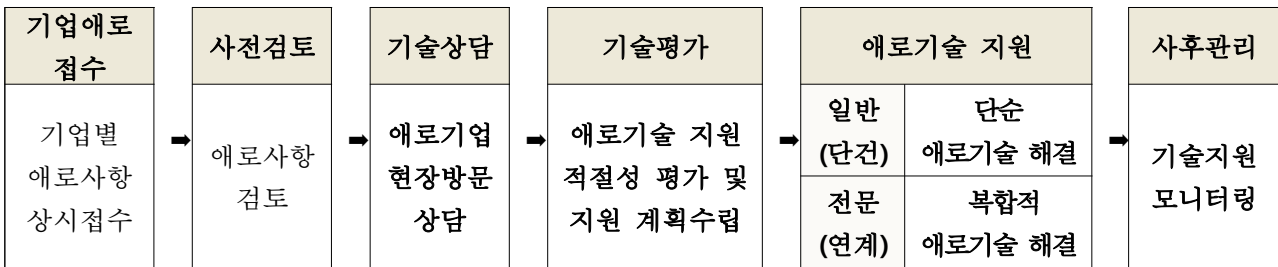 기업애로
접수
기업별
애로사항
상시접수
➡
사전검토
애로사항
검토
➡
기술상담
애로기업
현장방문
상담
➡
기술평가
애로기술 지원
적절성 평가 및
지원 계획수립
➡
애로기술 지원
일반
(단건)
단순
애로기술 해결
전문
(연계)
복합적
애로기술 해결
➡
사후관리
기술지원
모니터링